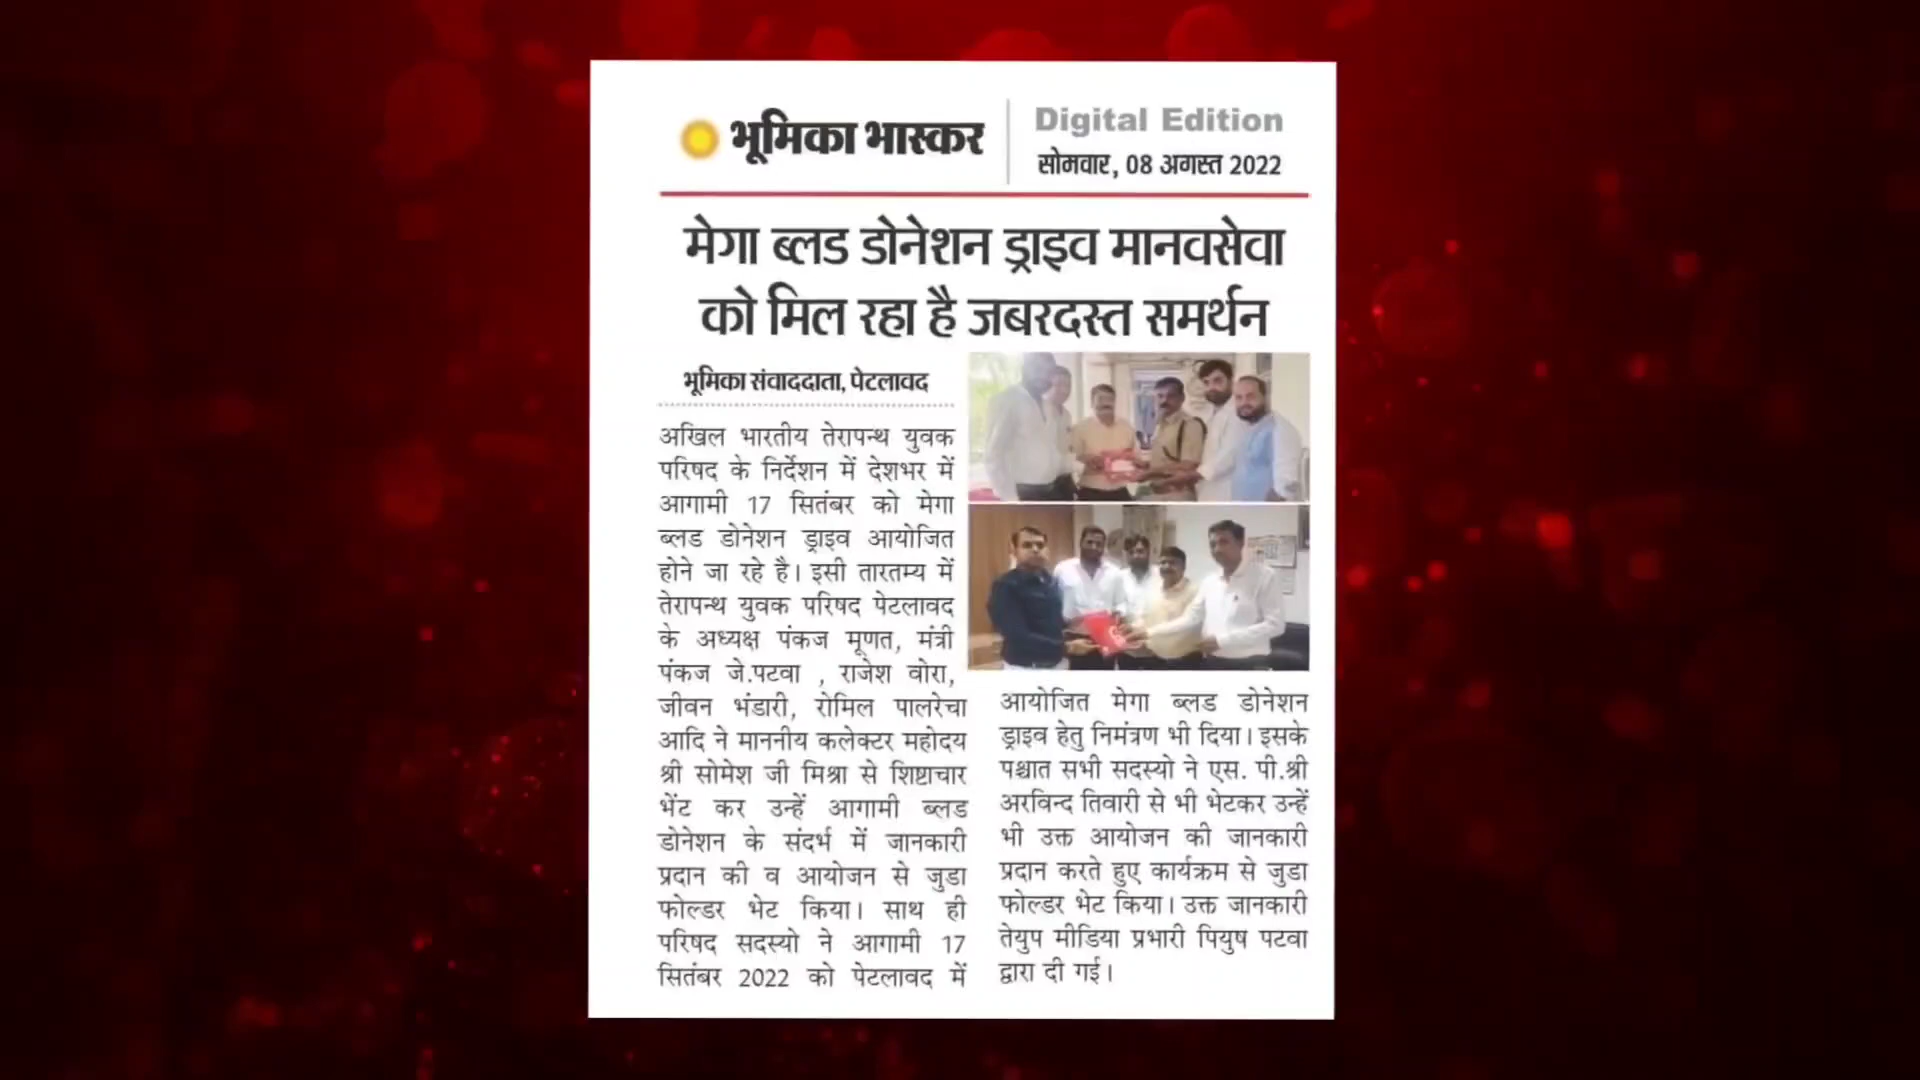 भूमिका भास्कर
Digital Edition
सोमवार, 08 अगस्त 2022
मेगा ब्लड डोनेशन ड्राइव मानवसेवा
को मिल रहा है जबरदस्त समर्थन
भूमिका संवाददाता, पेटलावद
अखिल भारतीय तेरापन्थ युवक
परिषद के निर्देशन में देशभर में
आगामी 17 सितंबर को मेगा
ब्लड डोनेशन ड्राइव आयोजित
होने जा रहे है। इसी तारतम्य में
तेरापन्थ युवक परिषद पेटलावद
के अध्यक्ष पंकज मूणत, मंत्री
पंकज जे.पटवा , राजेश वोरा,
जीवन भंडारी, रोमिल पालरेचा
आदि ने माननीय कलेक्टर महोदय
श्री सोमेश जी मिश्रा से शिष्टाचार
भेंट कर उन्हें आगामी ब्लड
डोनेशन के संदर्भ में जानकारी
प्रदान की व आयोजन से जुडा
फोल्डर भेट किया। साथ ही
परिषद सदस्यो ने आगामी 17
सितंबर 2022 को पेटलावद में
आयोजित मेगा ब्लड डोनेशन
ड्राइव हेतु निमंत्रण भी दिया। इसके
पश्चात सभी सदस्यो ने एस. पी.श्री
अरविन्द तिवारी से भी भेटकर उन्हें
भी उक्त आयोजन की जानकारी
प्रदान करते हुए कार्यक्रम से जुडा
फोल्डर भेट किया। उक्त जानकारी
तेयुप मीडिया प्रभारी पियुष पटवा
द्वारा दी गई।